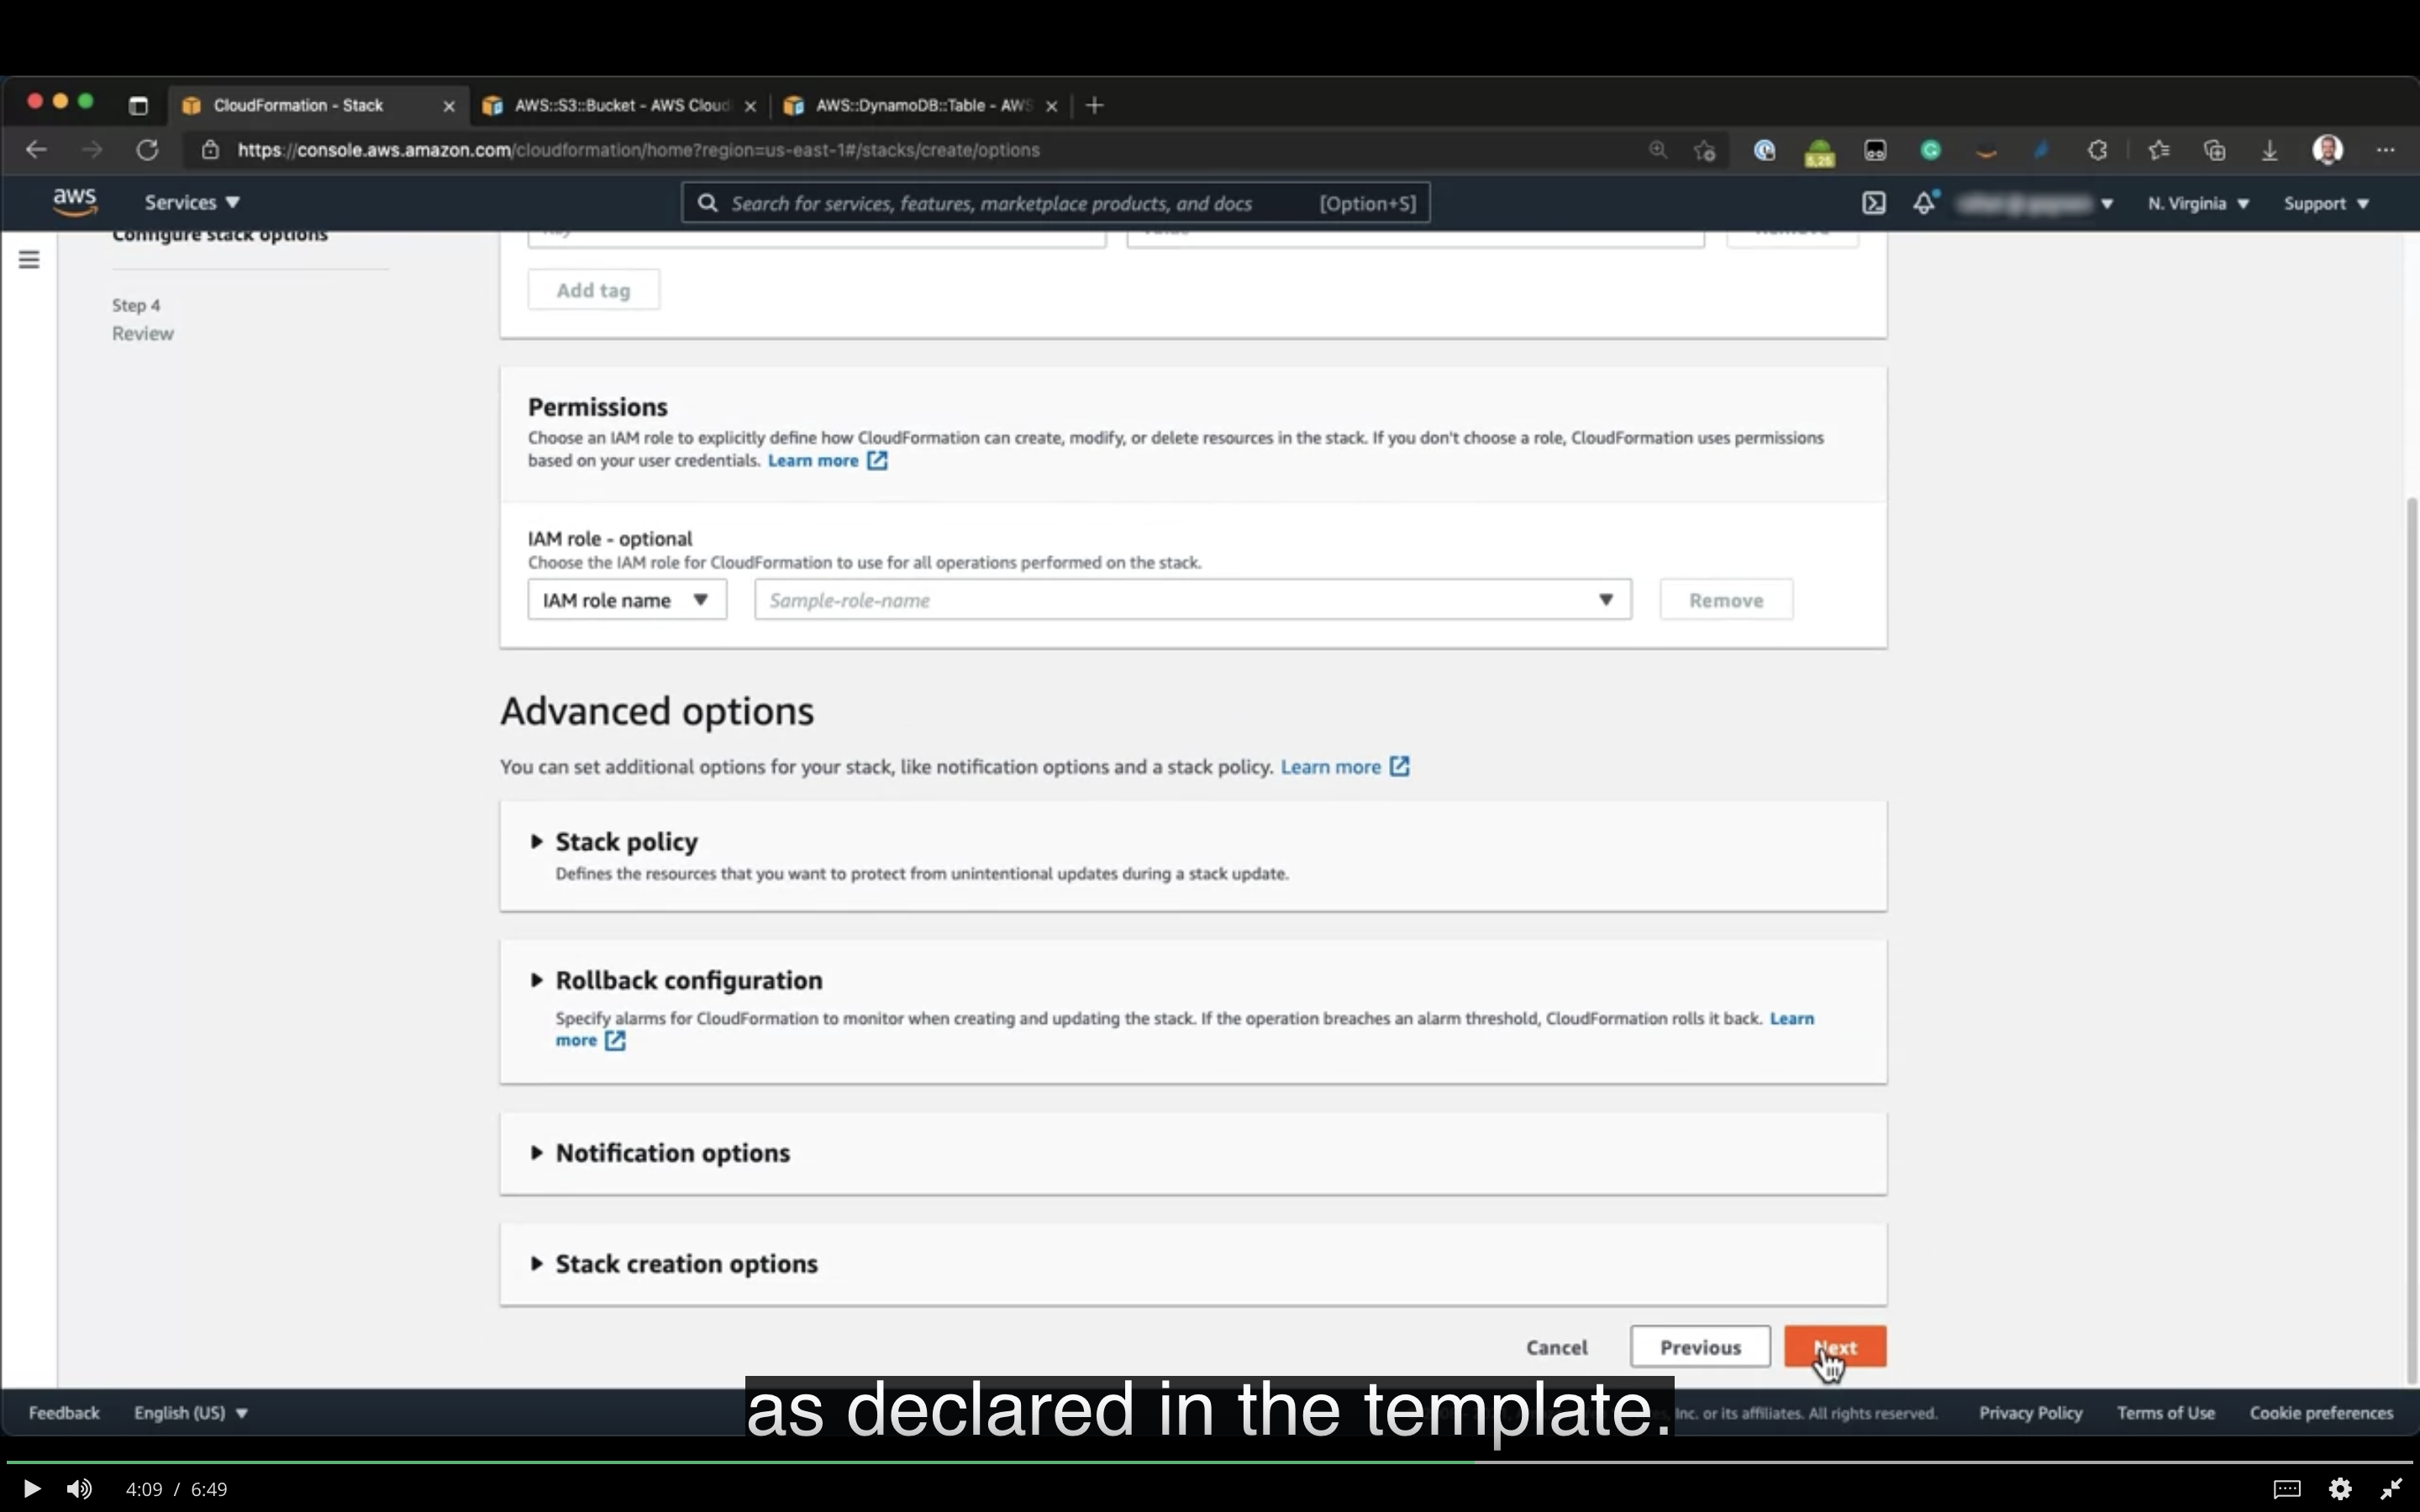 CloudFormation - Stack
AWS::S3::Bucket - AWS Cloud
AWS::DynamoDB::Table - AWS
https://console.aws.amazon.com/cloudformation/home?region=us-east-1#/stacks/create/options
5,25
aws
Services
Search for services, features, marketplace products, and docs
[Option+S]
N. Virginia
Support
Configure stack options
Step 4
Review
Add tag
Permissions
Choose an IAM role to explicitly define how CloudFormation can create, modify, or delete resources in the stack. If you don't choose a role, CloudFormation uses permissions
based on your user credentials. Learn more
IAM role - optional
Choose the IAM role for CloudFormation to use for all operations performed on the stack.
IAM role name
Sample-role-name
Remove
Advanced options
You can set additional options for your stack, like notification options and a stack policy. Learn more
Stack policy
Defines the resources that you want to protect from unintentional updates during a stack update.
Rollback configuration
Specify alarms for CloudFormation to monitor when creating and updating the stack. If the operation breaches an alarm threshold, CloudFormation rolls it back. Learn
more
Notification options
Stack creation options
Cancel
Previous
Next
as declared in the template.
Feedback
English (US)
Inc. or its affiliates. All rights reserved.
Privacy Policy
Terms of Use
Cookie preferences
4:09 / 6:49